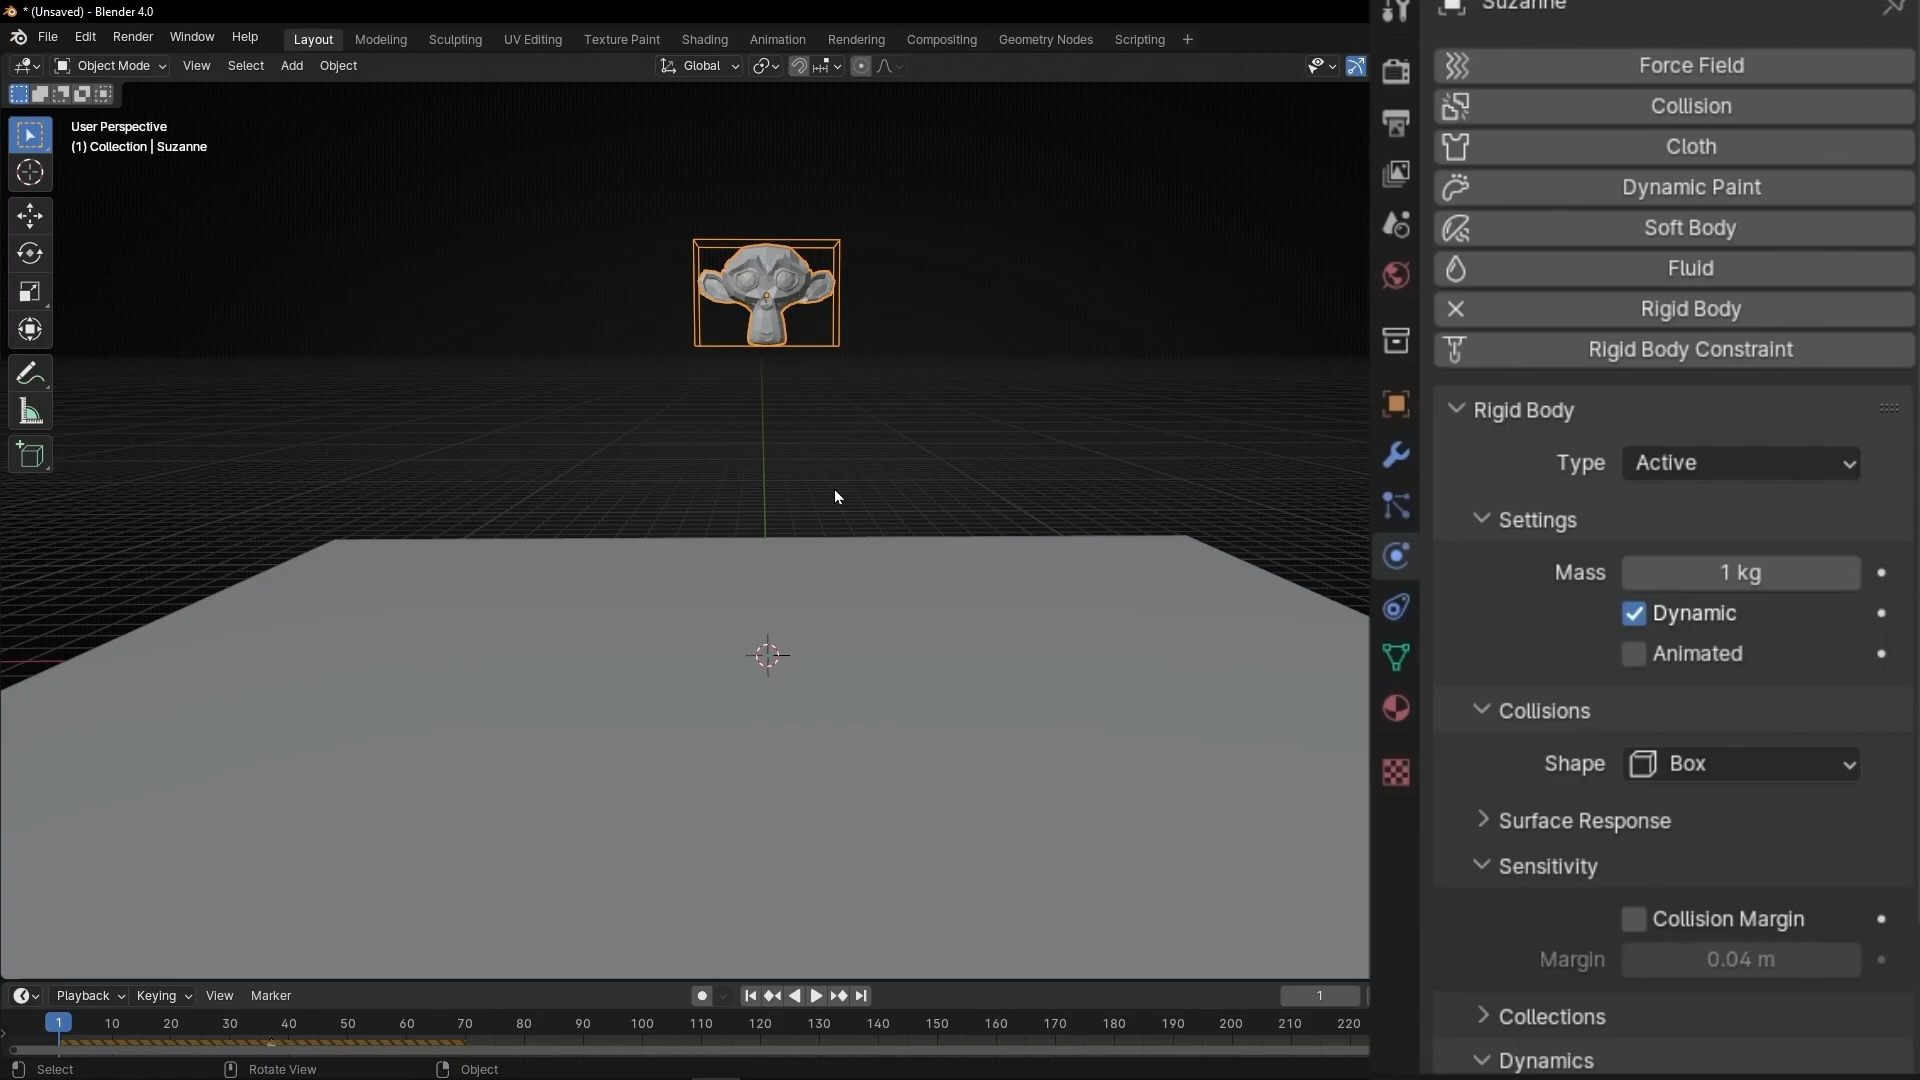 * (Unsaved) - Blender 4.0
File Edit Render Window Help Layout Modeling Sculpting UV Editing Texture Paint Shading Animation Rendering Compositing Geometry Nodes Scripting +
Object Mode View Select Add Object Global
User Perspective
(1) Collection | Suzanne
Suzanne
Force Field
Collision
Cloth
Dynamic Paint
Soft Body
Fluid
Rigid Body
Rigid Body Constraint
Rigid Body
Type Active
Settings
Mass 1 kg
Dynamic
Animated
Collisions
Shape Box
Surface Response
Sensitivity
Collision Margin
Margin 0.04 m
Collections
Dynamics
Playback Keying View Marker 1
1 10 20 30 40 50 60 70 80 90 100 110 120 130 140 150 160 170 180 190 200 210 220
Select Rotate View Object